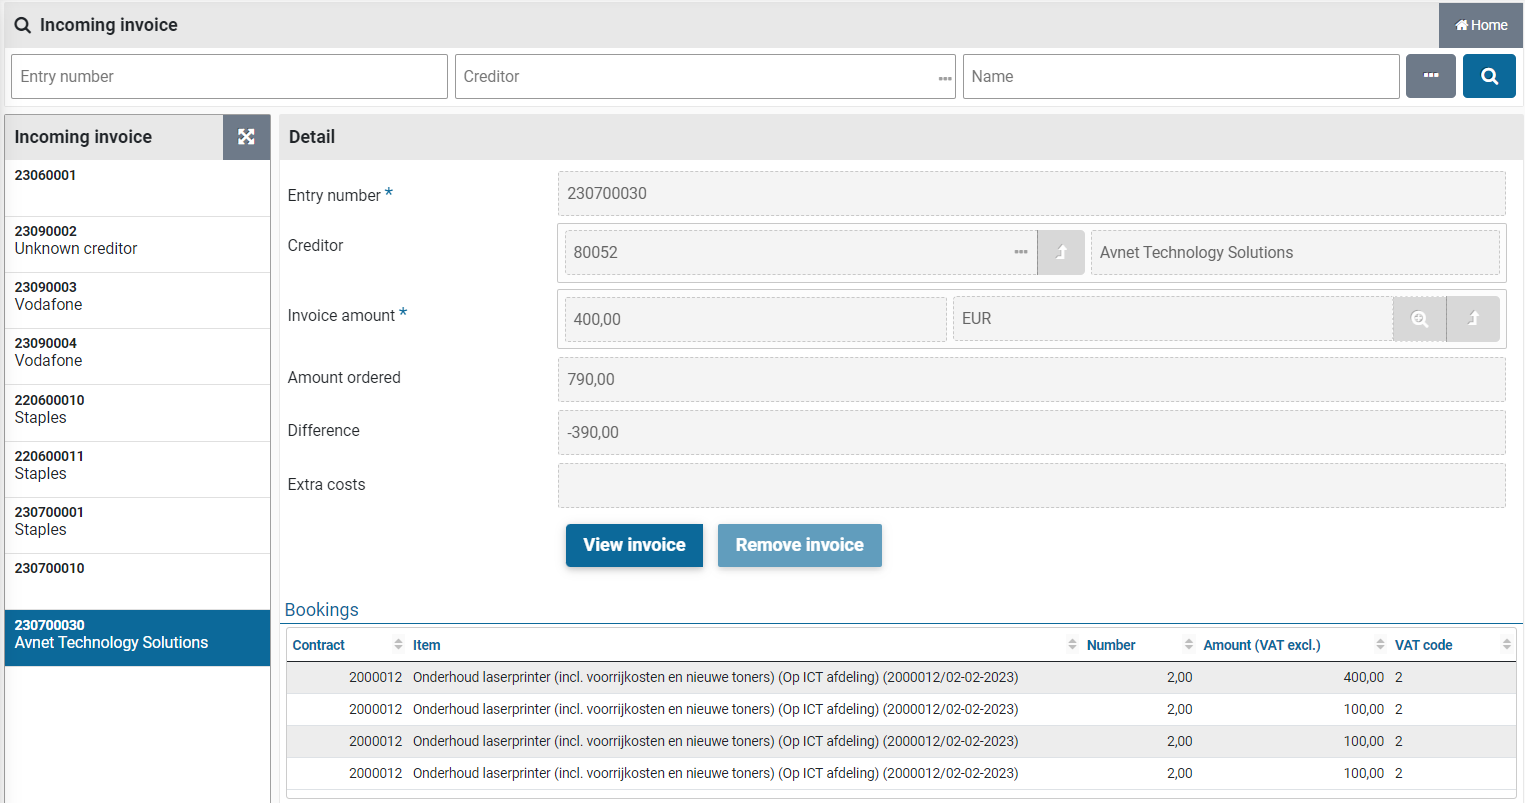 Incoming invoice
Home
Entry number
Creditor
Name
Incoming invoice
23060001
23090002
Unknown creditor
23090003
Vodafone
23090004
Vodafone
220600010
Staples
220600011
Staples
230700001
Staples
230700010
230700030
Avnet Technology Solutions
Detail
Entry number *
230700030
Creditor
80052
Avnet Technology Solutions
Invoice amount *
400,00
EUR
Amount ordered
790,00
Difference
-390,00
Extra costs
View invoice
Remove invoice
Bookings
Contract Item Number Amount (VAT excl.) VAT code
2000012 Onderhoud laserprinter (incl. voorrijkosten en nieuwe toners) (Op ICT afdeling) (2000012/02-02-2023) 2,00 400,00 2
2000012 Onderhoud laserprinter (incl. voorrijkosten en nieuwe toners) (Op ICT afdeling) (2000012/02-02-2023) 2,00 100,00 2
2000012 Onderhoud laserprinter (incl. voorrijkosten en nieuwe toners) (Op ICT afdeling) (2000012/02-02-2023) 2,00 100,00 2
2000012 Onderhoud laserprinter (incl. voorrijkosten en nieuwe toners) (Op ICT afdeling) (2000012/02-02-2023) 2,00 100,00 2